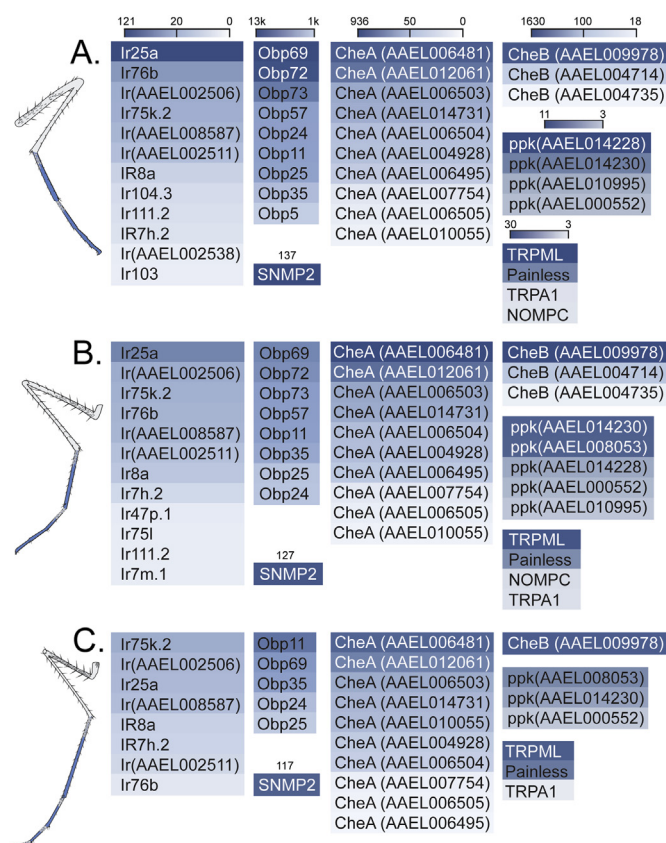 121 20 0
13k 1k
936 50 0
1630 100 18
A.
Ir25a
Ir76b
Ir(AAEL002506)
Ir75k.2
Ir(AAEL008587)
Ir(AAEL002511)
IR8a
Ir104.3
Ir111.2
IR7h.2
Ir(AAEL002538)
Ir103
Obp69
Obp72
Obp73
Obp57
Obp24
Obp11
Obp25
Obp35
Obp5
137
SNMP2
CheA (AAEL006481)
CheA (AAEL012061)
CheA (AAEL006503)
CheA (AAEL014731)
CheA (AAEL006504)
CheA (AAEL004928)
CheA (AAEL006495)
CheA (AAEL007754)
CheA (AAEL006505)
CheA (AAEL010055)
CheB (AAEL009978)
CheB (AAEL004714)
CheB (AAEL004735)
11 3
ppk(AAEL014228)
ppk(AAEL014230)
ppk(AAEL010995)
ppk(AAEL000552)
30 3
TRPML
Painless
TRPA1
NOMPC
B.
Ir25a
Ir(AAEL002506)
Ir75k.2
Ir76b
Ir(AAEL008587)
Ir(AAEL002511)
Ir8a
Ir7h.2
Ir47p.1
Ir75l
Ir111.2
Ir7m.1
Obp69
Obp72
Obp73
Obp57
Obp11
Obp35
Obp25
Obp24
127
SNMP2
CheA (AAEL006481)
CheA (AAEL012061)
CheA (AAEL006503)
CheA (AAEL014731)
CheA (AAEL006504)
CheA (AAEL004928)
CheA (AAEL006495)
CheA (AAEL007754)
CheA (AAEL006505)
CheA (AAEL010055)
CheB (AAEL009978)
CheB (AAEL004714)
CheB (AAEL004735)
ppk(AAEL014230)
ppk(AAEL008053)
ppk(AAEL014228)
ppk(AAEL000552)
ppk(AAEL010995)
TRPML
Painless
NOMPC
TRPA1
C.
Ir75k.2
Ir(AAEL002506)
Ir25a
Ir(AAEL008587)
IR8a
IR7h.2
Ir(AAEL002511)
Ir76b
Obp11
Obp69
Obp35
Obp24
Obp25
117
SNMP2
CheA (AAEL006481)
CheA (AAEL012061)
CheA (AAEL006503)
CheA (AAEL014731)
CheA (AAEL010055)
CheA (AAEL004928)
CheA (AAEL006504)
CheA (AAEL007754)
CheA (AAEL006505)
CheA (AAEL006495)
CheB (AAEL009978)
ppk(AAEL008053)
ppk(AAEL014230)
ppk(AAEL000552)
TRPML
Painless
TRPA1